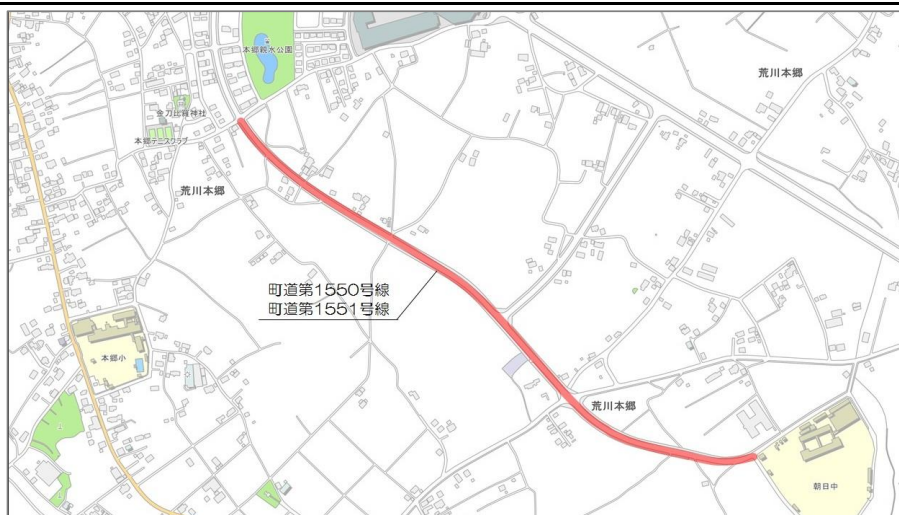 本郷親水公園
荒川本郷
金刀比羅神社
本郷テニスクラブ
荒川本郷
町道第1550号線
町道第1551号線
本郷小
荒川本郷
朝日中